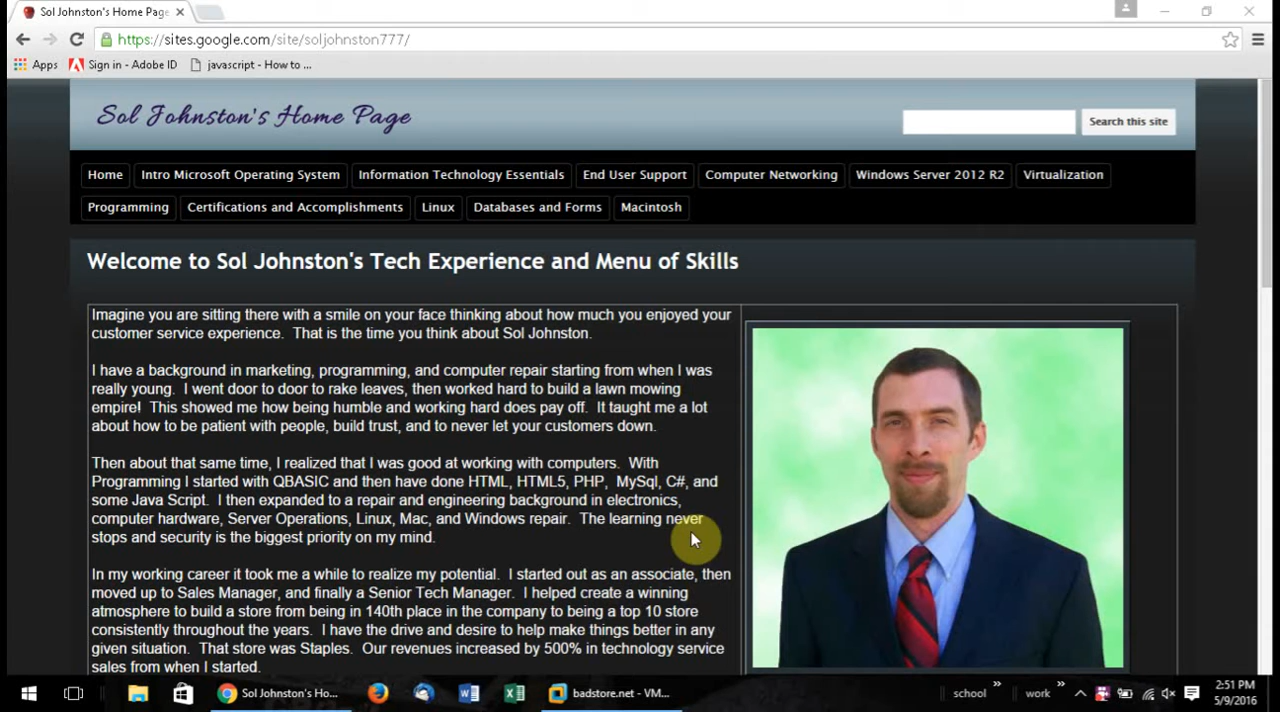 Sol Johnston's Home Page
https://sites.google.com/site/soljohnston777/
Apps Sign in - Adobe ID javascript - How to ...
Sol Johnston's Home Page
Search this site
Home Intro Microsoft Operating System Information Technology Essentials End User Support Computer Networking Windows Server 2012 R2 Virtualization
Programming Certifications and Accomplishments Linux Databases and Forms Macintosh
Welcome to Sol Johnston's Tech Experience and Menu of Skills
Imagine you are sitting there with a smile on your face thinking about how much you enjoyed your
customer service experience. That is the time you think about Sol Johnston.
I have a background in marketing, programming, and computer repair starting from when I was
really young. I went door to door to rake leaves, then worked hard to build a lawn mowing
empire! This showed me how being humble and working hard does pay off. It taught me a lot
about how to be patient with people, build trust, and to never let your customers down.
Then about that same time, I realized that I was good at working with computers. With
Programming I started with QBASIC and then have done HTML, HTML5, PHP, MySql, C#, and
some Java Script. I then expanded to a repair and engineering background in electronics,
computer hardware, Server Operations, Linux, Mac, and Windows repair. The learning never
stops and security is the biggest priority on my mind.
In my working career it took me a while to realize my potential. I started out as an associate, then
moved up to Sales Manager, and finally a Senior Tech Manager. I helped create a winning
atmosphere to build a store from being in 140th place in the company to being a top 10 store
consistently throughout the years. I have the drive and desire to help make things better in any
given situation. That store was Staples. Our revenues increased by 500% in technology service
sales from when I started.
Sol Johnston's Ho... badstore.net - VM... school » work » 2:51 PM
5/9/2016